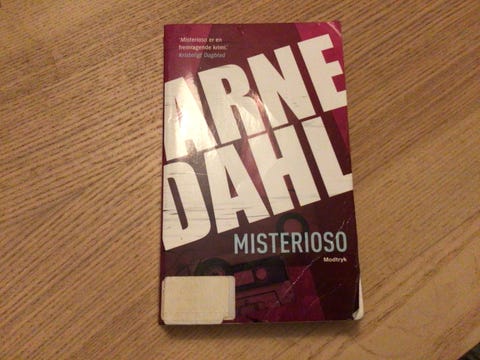 'Misterioso er en
fremragende krimi.'
Kristeligt Dagblad
ARNE
DAHL
MISTERIOSO
Modtryk